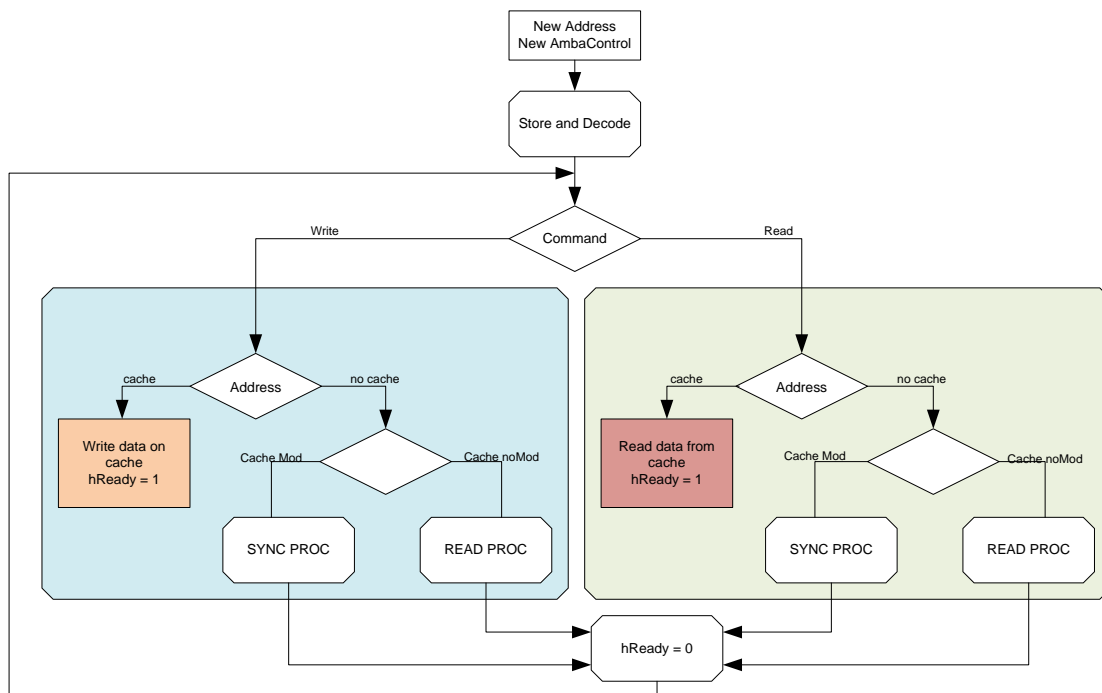 New Address
New AmbaControl
Store and Decode
Command
Write
Read
Address
cache
no cache
Write data on
cache
hReady = 1
Cache Mod
Cache noMod
SYNC PROC
READ PROC
Address
cache
no cache
Read data from
cache
hReady = 1
Cache Mod
Cache noMod
SYNC PROC
READ PROC
hReady = 0